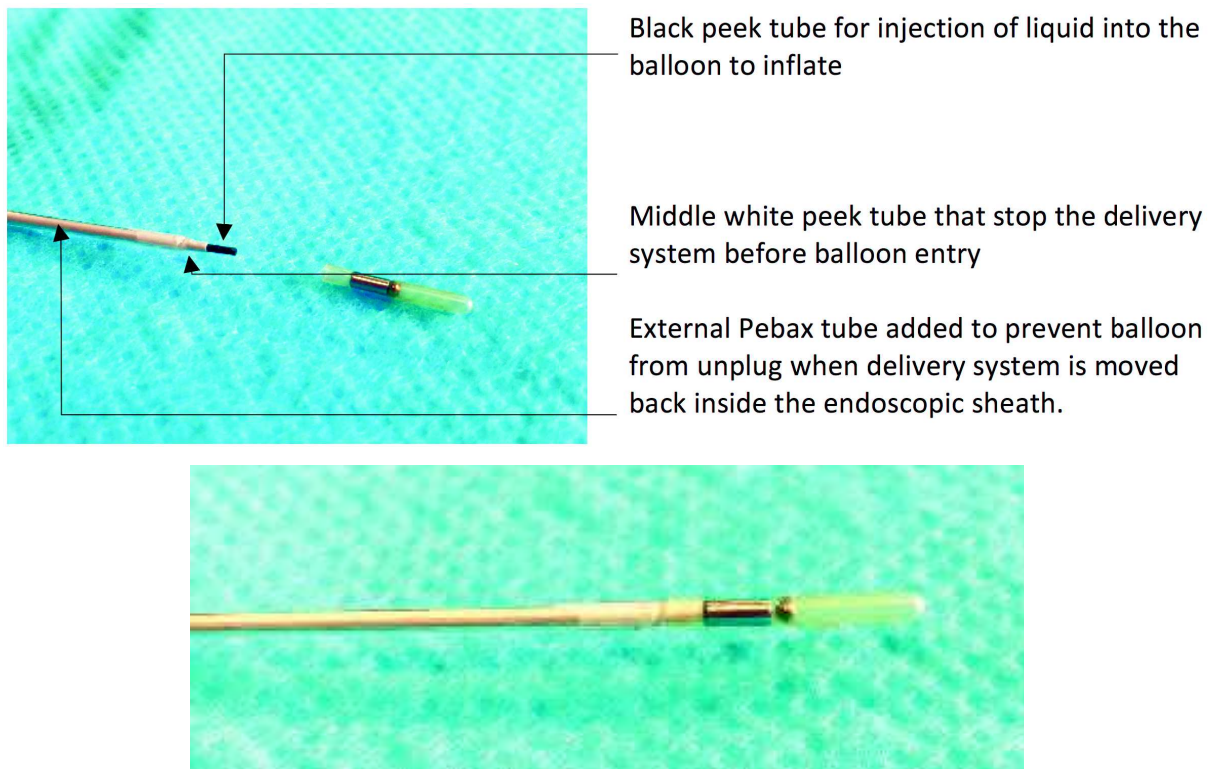 Black peek tube for injection of liquid into the
balloon to inflate
Middle white peek tube that stop the delivery
system before balloon entry
External Pebax tube added to prevent balloon
from unplug when delivery system is moved
back inside the endoscopic sheath.